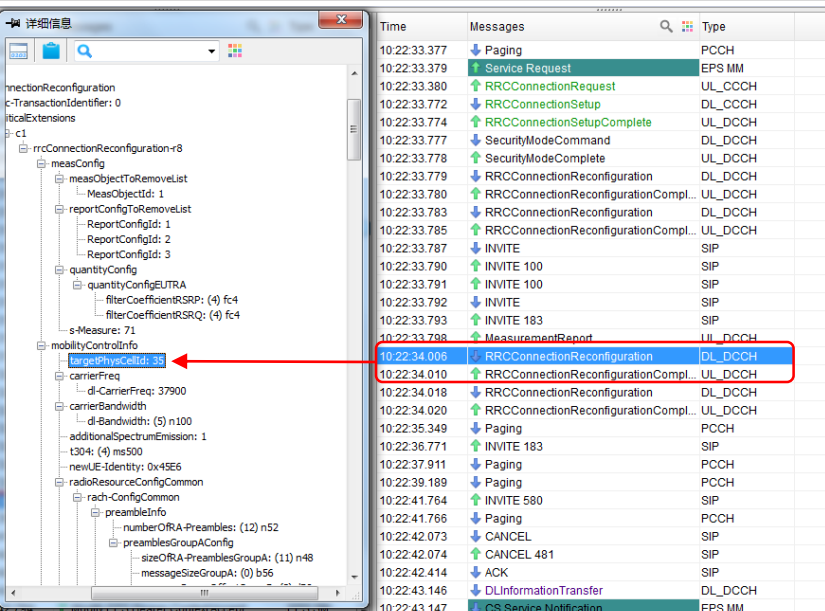 详细信息
nnectionReconfiguration
c-TransactionIdentifier: 0
iticalExtensions
c1
rrcConnectionReconfiguration-r8
measConfig
measObjectToRemoveList
MeasObjectId: 1
reportConfigToRemoveList
ReportConfigId: 1
ReportConfigId: 2
ReportConfigId: 3
quantityConfig
quantityConfigEUTRA
filterCoefficientRSRP: (4) fc4
filterCoefficientRSRQ: (4) fc4
s-Measure: 71
mobilityControlInfo
targetPhysCellId: 35
carrierFreq
dl-CarrierFreq: 37900
carrierBandwidth
dl-Bandwidth: (5) n100
additionalSpectrumEmission: 1
t304: (4) ms500
newUE-Identity: 0x45E6
radioResourceConfigCommon
rach-ConfigCommon
preambleInfo
numberOfRA-Preambles: (12) n52
preamblesGroupAConfig
sizeOfRA-PreamblesGroupA: (11) n48
messageSizeGroupA: (0) b56
Time Messages Type
10:22:33.377 Paging PCCH
10:22:33.379 Service Request EPS MM
10:22:33.380 RRCConnectionRequest UL_CCCH
10:22:33.772 RRCConnectionSetup DL_CCCH
10:22:33.774 RRCConnectionSetupComplete UL_DCCH
10:22:33.777 SecurityModeCommand DL_DCCH
10:22:33.778 SecurityModeComplete UL_DCCH
10:22:33.779 RRCConnectionReconfiguration DL_DCCH
10:22:33.780 RRCConnectionReconfigurationCompl... UL_DCCH
10:22:33.783 RRCConnectionReconfiguration DL_DCCH
10:22:33.785 RRCConnectionReconfigurationCompl... UL_DCCH
10:22:33.787 INVITE SIP
10:22:33.790 INVITE 100 SIP
10:22:33.791 INVITE 100 SIP
10:22:33.792 INVITE SIP
10:22:33.793 INVITE 183 SIP
10:22:33.798 MeasurementReport UL_DCCH
10:22:34.006 RRCConnectionReconfiguration DL_DCCH
10:22:34.010 RRCConnectionReconfigurationCompl... UL_DCCH
10:22:34.018 RRCConnectionReconfiguration DL_DCCH
10:22:34.020 RRCConnectionReconfigurationCompl... UL_DCCH
10:22:35.349 Paging PCCH
10:22:36.771 INVITE 183 SIP
10:22:37.911 Paging PCCH
10:22:39.189 Paging PCCH
10:22:41.764 INVITE 580 SIP
10:22:41.766 Paging PCCH
10:22:42.073 CANCEL SIP
10:22:42.074 CANCEL 481 SIP
10:22:42.414 ACK SIP
10:22:43.146 DLInformationTransfer DL_DCCH
10:22:43.147 CS Service Notification EPS MM